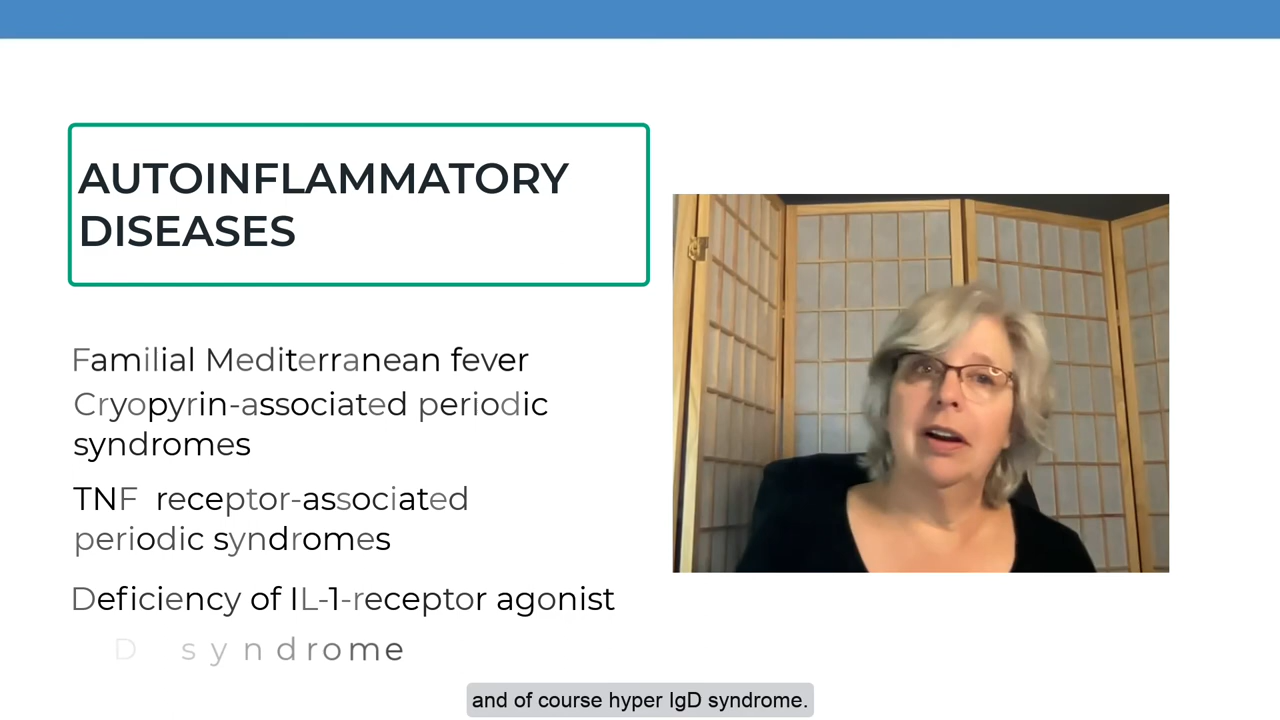 AUTOINFLAMMATORY
DISEASES
Familial Mediterranean fever
Cryopyrin-associated periodic
syndromes
TNF receptor-associated
periodic syndromes
Deficiency of IL-1-receptor agonist
D syndrome
and of course hyper IgD syndrome.